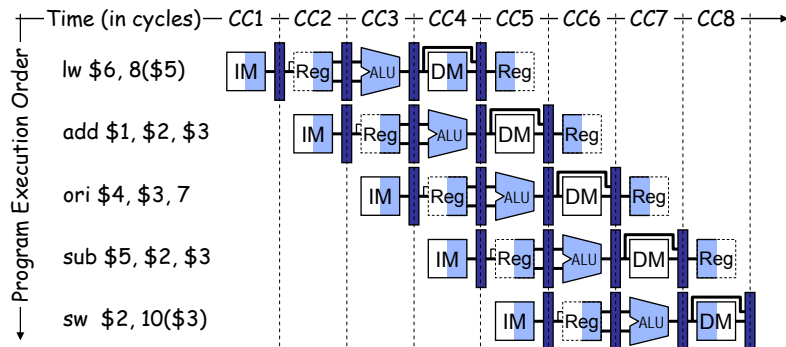 Time (in cycles) CC1 CC2 CC3 CC4 CC5 CC6 CC7 CC8
Program Execution Order
lw $6, 8($5) IM Reg ALU DM Reg
add $1, $2, $3 IM Reg ALU DM Reg
ori $4, $3, 7 IM Reg ALU DM Reg
sub $5, $2, $3 IM Reg ALU DM Reg
sw $2, 10($3) IM Reg ALU DM